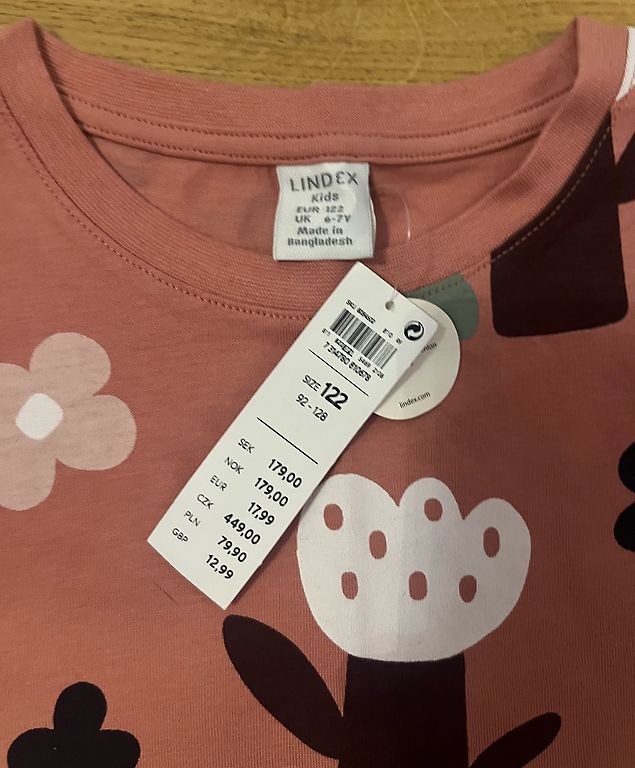 LINDEX
Kids
EUR 122
UK 6-7Y
Made in
Bangladesh
SIZE 122
92-128
SEK 179,00
NOK 179,00
EUR 17,99
CZK 449,00
PLN 79,90
GBP 12,99
lindex.com